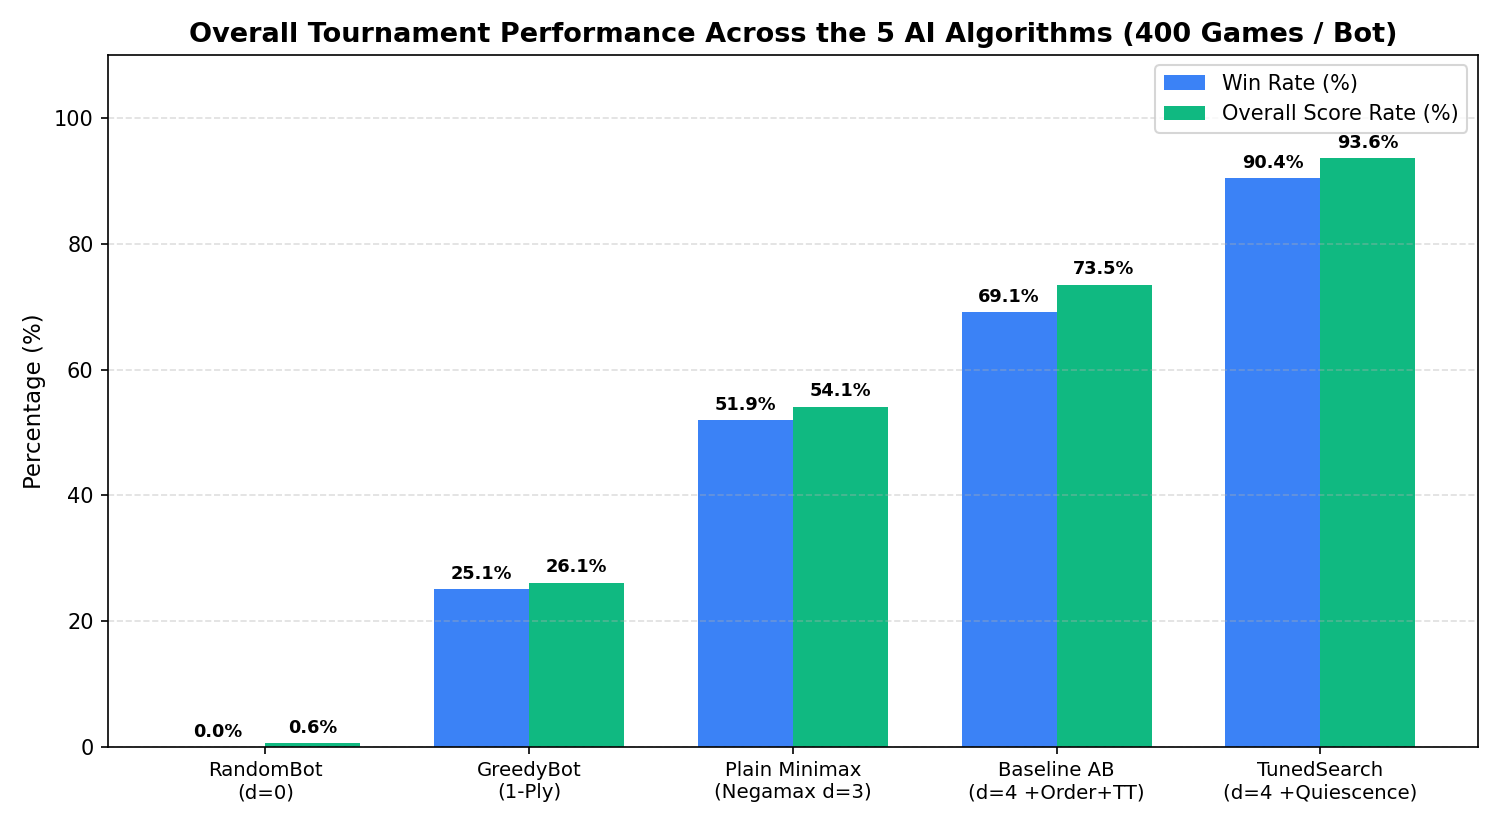 Overall Tournament Performance Across the 5 AI Algorithms (400 Games / Bot)
Win Rate (%)
Overall Score Rate (%)
Percentage (%)
100
80
60
40
20
0
0.0%
0.6%
25.1%
26.1%
51.9%
54.1%
69.1%
73.5%
90.4%
93.6%
RandomBot
(d=0)
GreedyBot
(1-Ply)
Plain Minimax
(Negamax d=3)
Baseline AB
(d=4 +Order+TT)
TunedSearch
(d=4 +Quiescence)